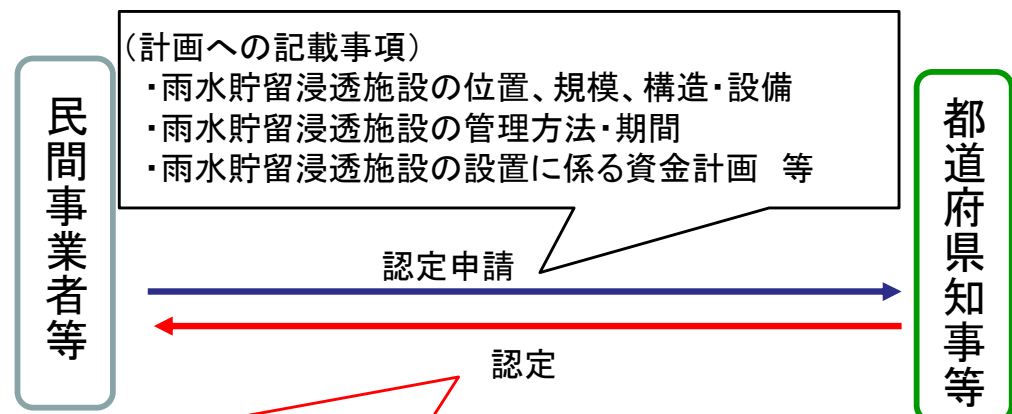 (計画への記載事項)
・雨水貯留浸透施設の位置、規模、構造・設備
・雨水貯留浸透施設の管理方法・期間
・雨水貯留浸透施設の設置に係る資金計画　等
民間事業者等
認定申請
認定
都道府県知事等